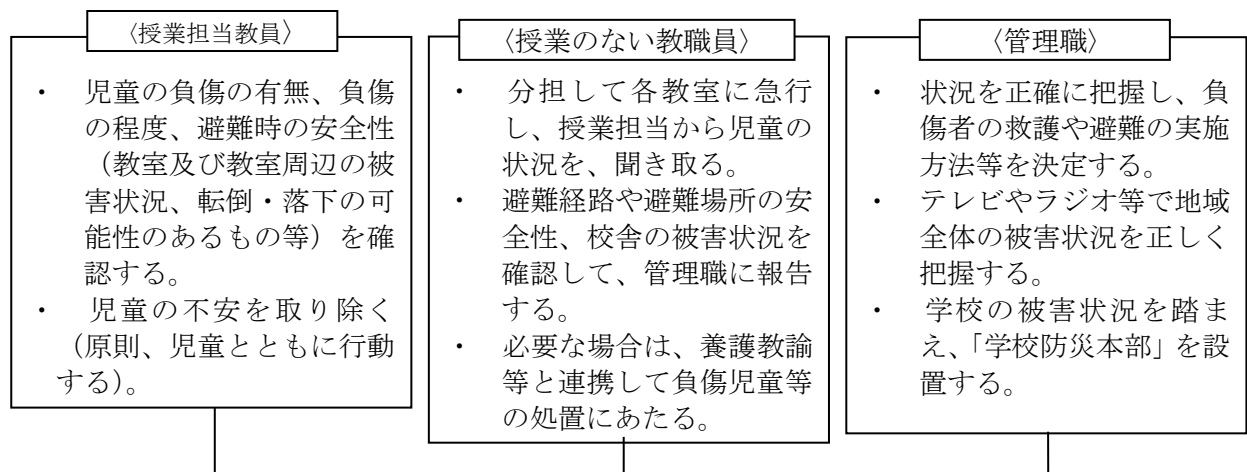 〈授業担当教員〉
・ 児童の負傷の有無、負傷
の程度、避難時の安全性
（教室及び教室周辺の被
害状況、転倒・落下の可
能性のあるもの等）を確
認する。
・ 児童の不安を取り除く
（原則、児童とともに行動
する）。
〈授業のない教職員〉
・ 分担して各教室に急行
し、授業担当から児童の
状況を、聞き取る。
・ 避難経路や避難場所の安
全性、校舎の被害状況を
確認して、管理職に報告
する。
・ 必要な場合は、養護教諭
等と連携して負傷児童等
の処置にあたる。
〈管理職〉
・ 状況を正確に把握し、負
傷者の救護や避難の実施
方法等を決定する。
・ テレビやラジオ等で地域
全体の被害状況を正しく
把握する。
・ 学校の被害状況を踏ま
え、「学校防災本部」を設
置する。